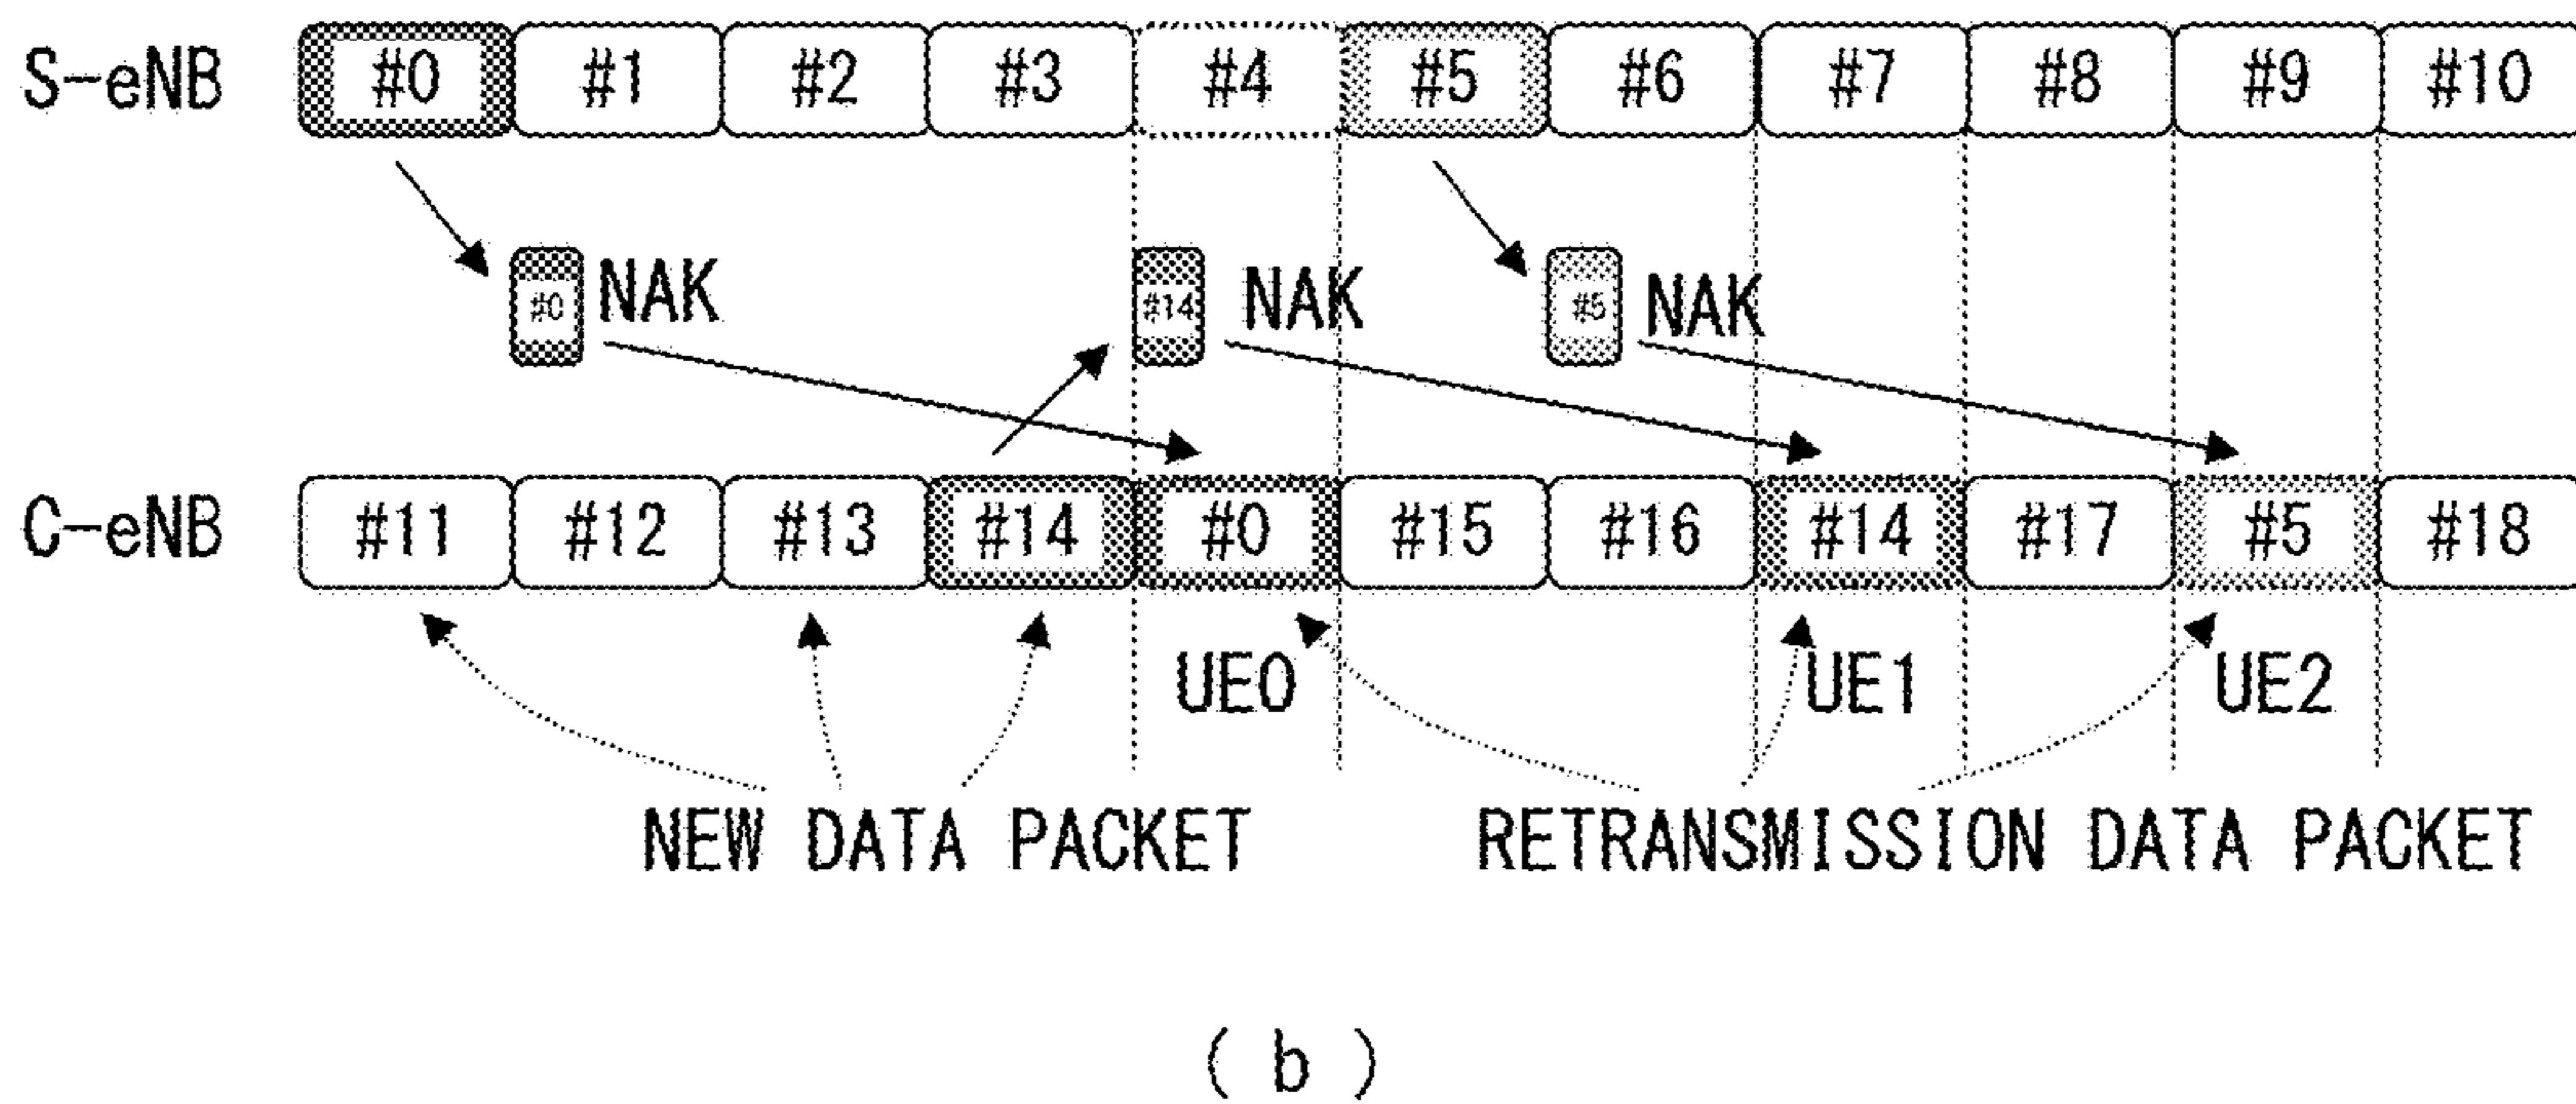 S-eNB #0 #1 #2 #3 #4 #5 #6 #7 #8 #9 #10
#0 NAK #14 NAK #5 NAK
C-eNB #11 #12 #13 #14 #0 #15 #16 #14 #17 #5 #18
UE0 UE1 UE2
NEW DATA PACKET RETRANSMISSION DATA PACKET
( b )